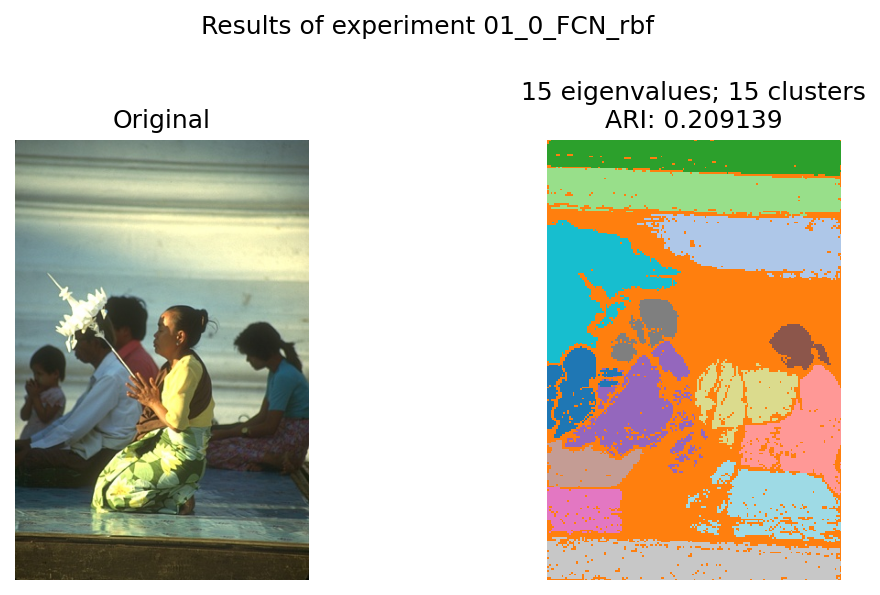 Results of experiment 01_0_FCN_rbf
Original
15 eigenvalues; 15 clusters
ARI: 0.209139